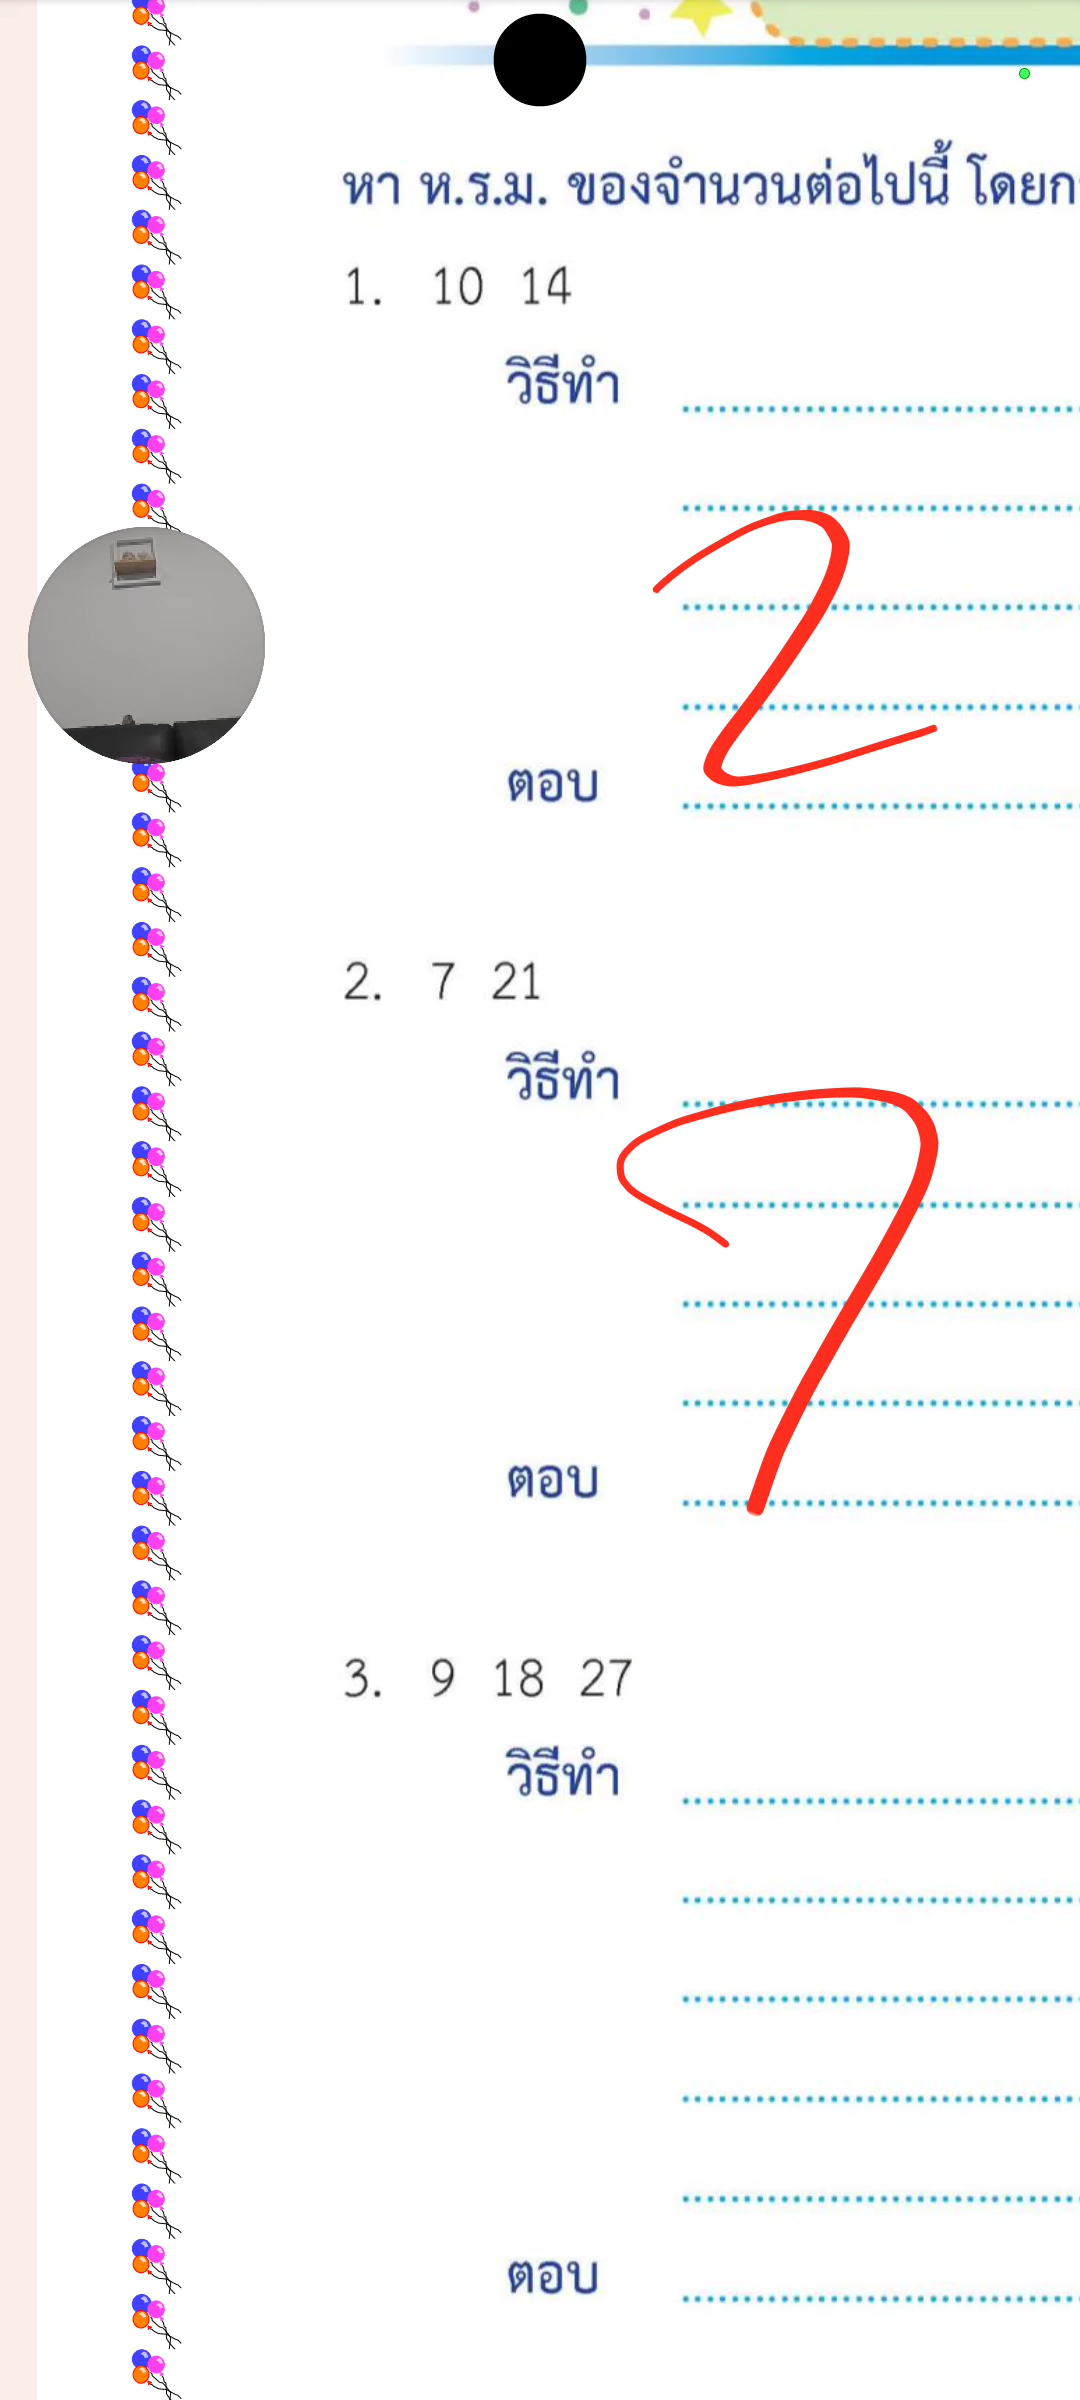 หา ห.ร.ม. ของจำนวนต่อไปนี้ โดยก
1. 10 14
วิธีทำ
2
ตอบ
2. 7 21
วิธีทำ
7
ตอบ
3. 9 18 27
วิธีทำ
ตอบ